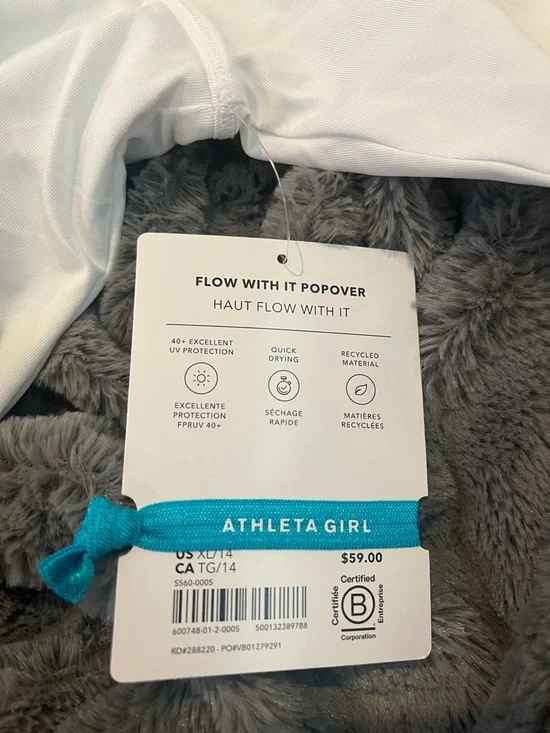 FLOW WITH IT POPOVER
HAUT FLOW WITH IT
40+ EXCELLENT
UV PROTECTION
EXCELLENTE
PROTECTION
FPRUV 40+
QUICK
DRYING
SÉCHAGE
RAPIDE
RECYCLED
MATERIAL
MATIÈRES
RECYCLÉES
ATHLETA GIRL
US XL/14
CA TG/14
$59.00
SS60-0005
600748-01-2-0005 S00132389788
RD#288220 - PO#VB01279291
Certified
Certifiée
B
Entreprise
Corporation